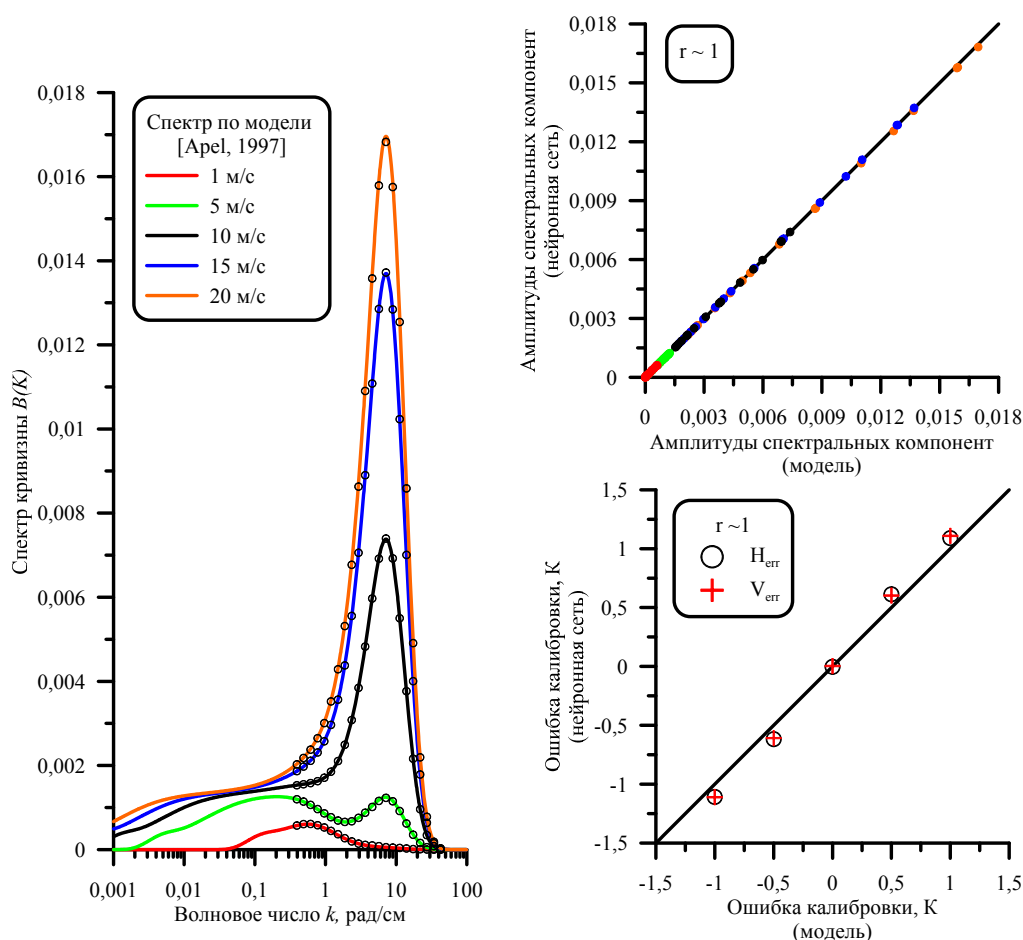 Спектр кривизны B(K)
0,018
0,016
0,014
0,012
0,01
0,008
0,006
0,004
0,002
0
Спектр по модели
[Apel, 1997]
1 м/с
5 м/с
10 м/с
15 м/с
20 м/с
0,001
0,01
0,1
1
10
100
Волновое число k, рад/см
Амплитуды спектральных компонент
(нейронная сеть)
0,018
0,015
0,012
0,009
0,006
0,003
0
r ~ 1
0
0,003
0,006
0,009
0,012
0,015
0,018
Амплитуды спектральных компонент
(модель)
Ошибка калибровки, К
(нейронная сеть)
1,5
1
0,5
0
-0,5
-1
-1,5
r ~1
Herr
Verr
-1,5
-1
-0,5
0
0,5
1
1,5
Ошибка калибровки, К
(модель)